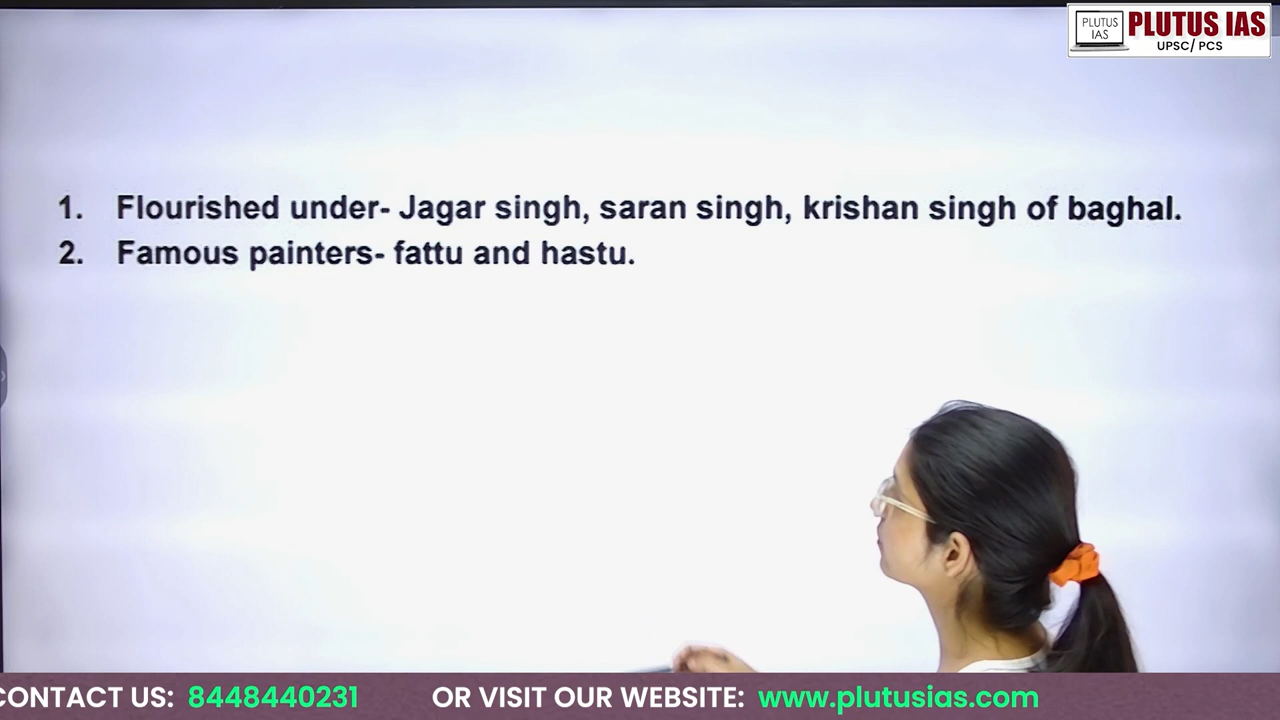 PLUTUS IAS
PLUTUS IAS
UPSC/ PCS
1. Flourished under- Jagar singh, saran singh, krishan singh of baghal.
2. Famous painters- fattu and hastu.
CONTACT US: 8448440231 OR VISIT OUR WEBSITE: www.plutusias.com